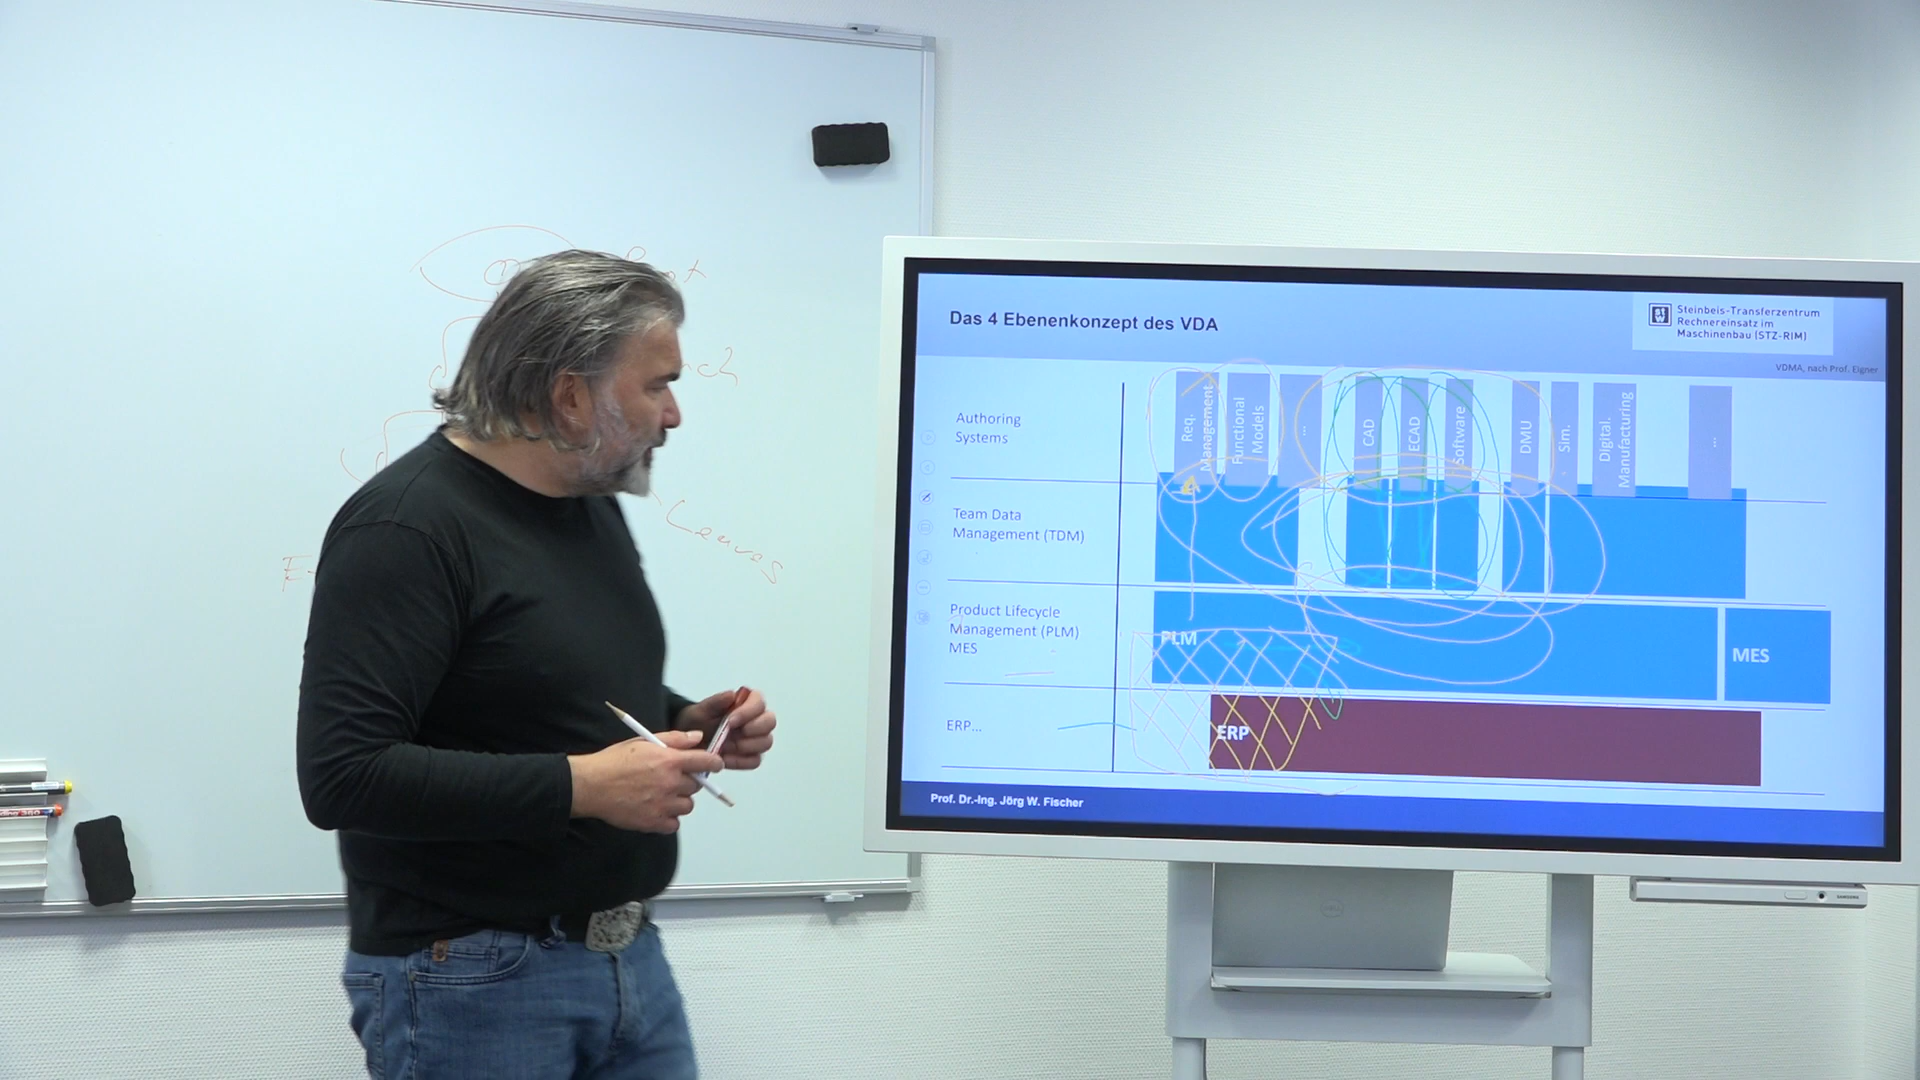 Leaves
Das 4 Ebenenkonzept des VDA
Steinbeis-Transferzentrum
Rechnereinsatz im
Maschinenbau (STZ-RIM)
VDMA, nach Prof. Eigner
Authoring
Systems
Req.
Management
Functional
Models
...
CAD
ECAD
Software
DMU
Sim.
Digital.
Manufacturing
...
Team Data
Management (TDM)
Product Lifecycle
Management (PLM)
MES
PLM
MES
ERP...
ERP
Prof. Dr.-Ing. Jörg W. Fischer
SAMSUNG